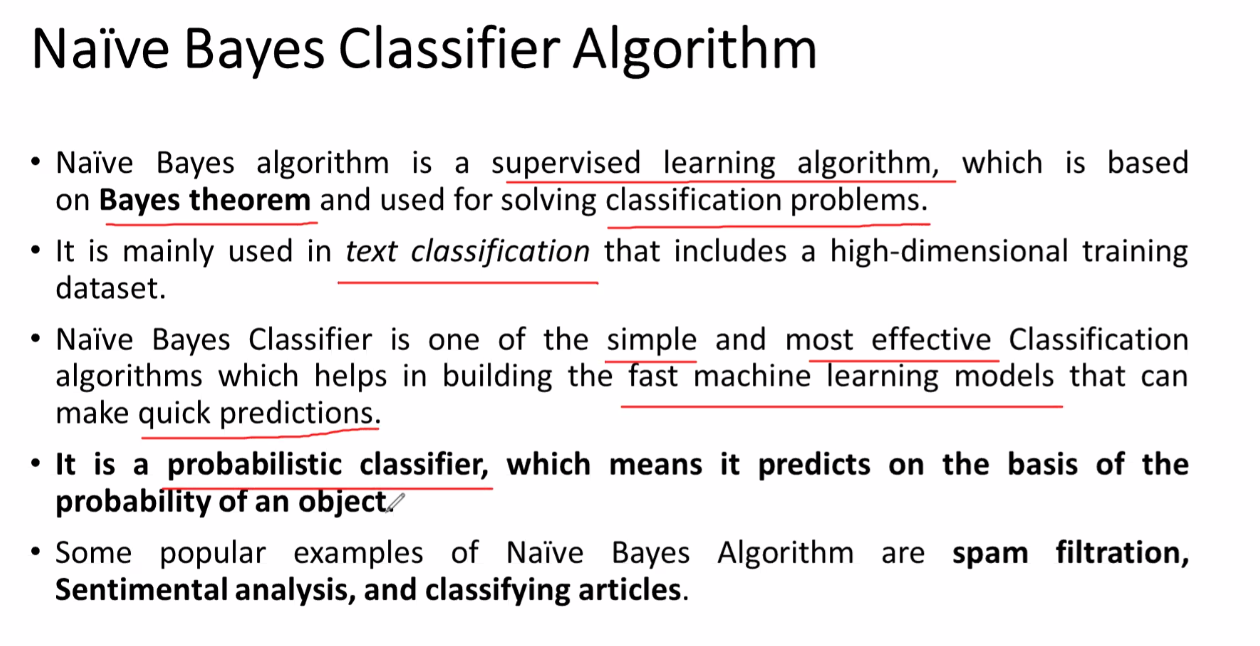 Naïve Bayes Classifier Algorithm
• Naïve Bayes algorithm is a supervised learning algorithm, which is based
on Bayes theorem and used for solving classification problems.
• It is mainly used in text classification that includes a high-dimensional training
dataset.
• Naïve Bayes Classifier is one of the simple and most effective Classification
algorithms which helps in building the fast machine learning models that can
make quick predictions.
• It is a probabilistic classifier, which means it predicts on the basis of the
probability of an object.
• Some popular examples of Naïve Bayes Algorithm are spam filtration,
Sentimental analysis, and classifying articles.